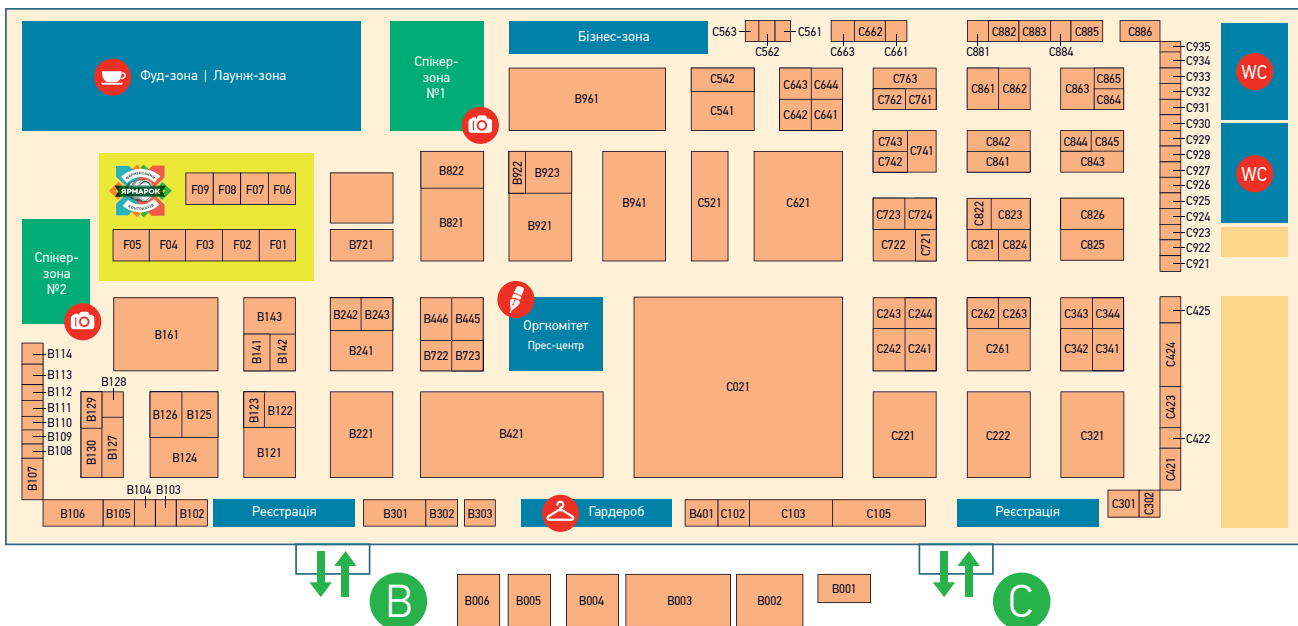 Фуд-зона | Лаунж-зона
Спікер-
зона
№1
Бізнес-зона
C563
C561
C562
C662
C663
C661
C882
C883
C885
C881
C884
C886
C935
C934
C933
C932
C931
C930
C929
C928
C927
C926
C925
C924
C923
C922
C921
WC
WC
B961
C542
C541
C643
C644
C642
C641
C763
C762
C761
C861
C862
C863
C865
C864
C743
C742
C741
C842
C841
C844
C845
C843
ЯРМАРОК
F09
F08
F07
F06
F05
F04
F03
F02
F01
B721
B822
B821
B922
B923
B921
B941
C521
C621
C723
C724
C722
C721
C822
C823
C821
C824
C826
C825
Спікер-
зона
№2
B161
B143
B141
B142
B242
B243
B241
B446
B445
B722
B723
Оргкомітет
Прес-центр
C021
C243
C244
C242
C241
C262
C263
C261
C343
C344
C342
C341
C425
C424
C423
C422
C421
B114
B113
B112
B111
B110
B109
B108
B107
B128
B129
B130
B127
B126
B125
B124
B123
B122
B121
B221
B421
C221
C222
C321
B104
B103
B106
B105
B102
Реєстрація
B301
B302
B303
Гардероб
B401
C102
C103
C105
Реєстрація
C301
C302
B
B006
B005
B004
B003
B002
B001
C